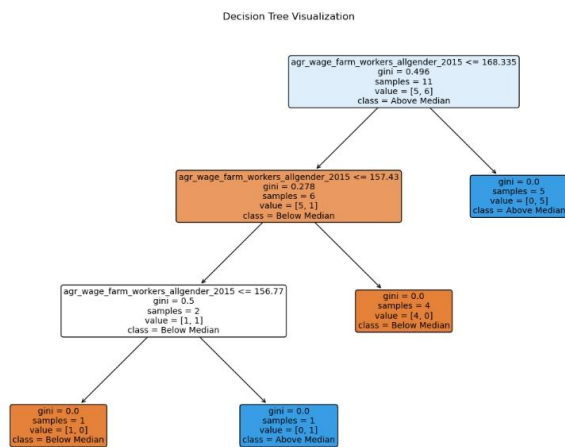 Decision Tree Visualization
agr_wage_farm_workers_allgender_2015 <= 168.335
gini = 0.496
samples = 11
value = [5, 6]
class = Above Median
agr_wage_farm_workers_allgender_2015 <= 157.43
gini = 0.278
samples = 6
value = [5, 1]
class = Below Median
gini = 0.0
samples = 5
value = [0, 5]
class = Above Median
agr_wage_farm_workers_allgender_2015 <= 156.77
gini = 0.5
samples = 2
value = [1, 1]
class = Below Median
gini = 0.0
samples = 4
value = [4, 0]
class = Below Median
gini = 0.0
samples = 1
value = [1, 0]
class = Below Median
gini = 0.0
samples = 1
value = [0, 1]
class = Above Median